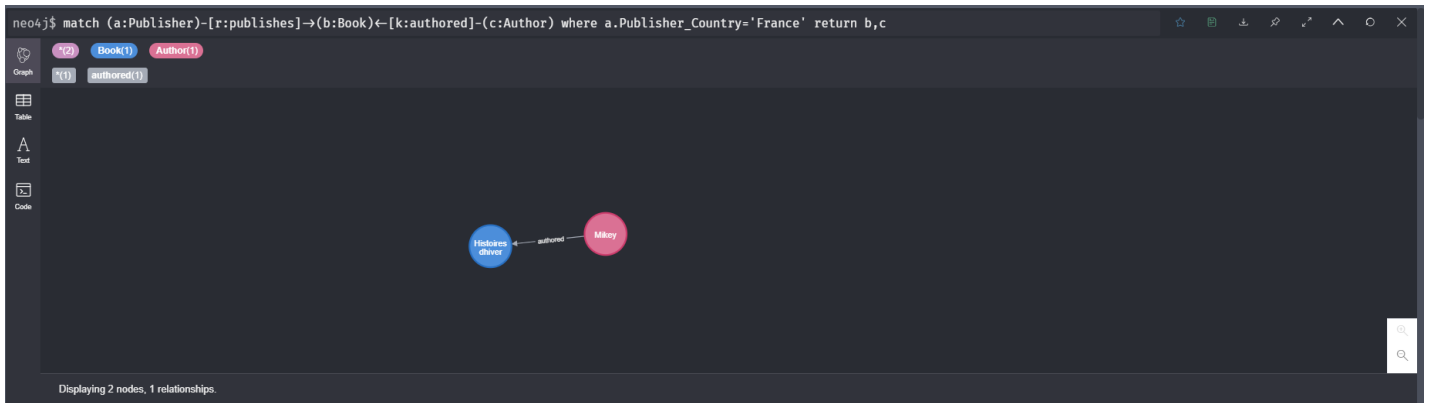 neo4j$ match (a:Publisher)-[r:publishes]→(b:Book)←[k:authored]-(c:Author) where a.Publisher_Country='France' return b,c
*(2) Book(1) Author(1)
*(1) authored(1)
Graph
Table
A
Text
Code
Histoires
dhiver
authored
Mikey
Displaying 2 nodes, 1 relationships.